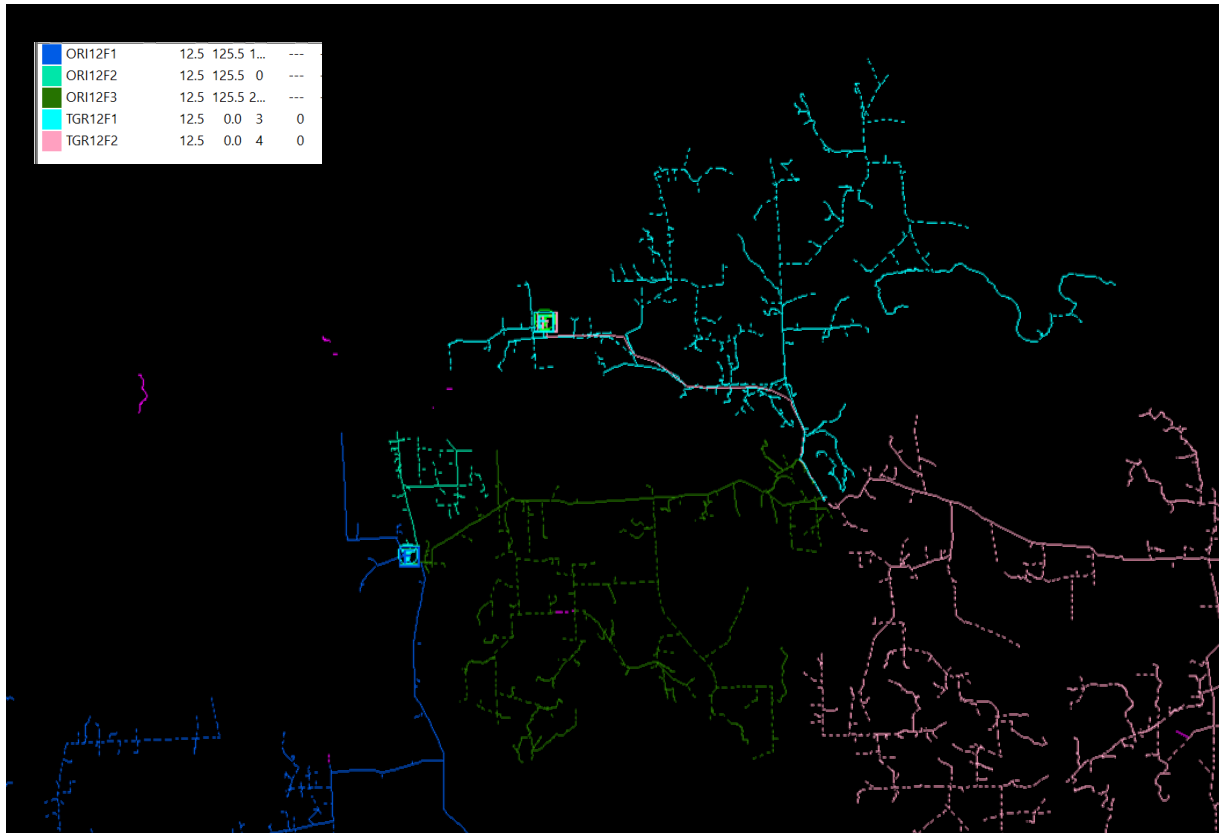 ORI12F1 12.5 125.5 1... ---
ORI12F2 12.5 125.5 0 ---
ORI12F3 12.5 125.5 2... ---
TGR12F1 12.5 0.0 3 0
TGR12F2 12.5 0.0 4 0